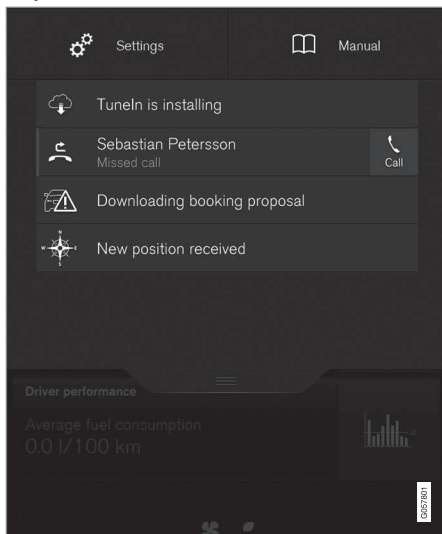 Settings
Manual
TuneIn is installing
Sebastian Petersson
Missed call
Call
Downloading booking proposal
N
W
E
New position received
S
Driver performance
Average fuel consumption
0.0 l/100 km
G057801